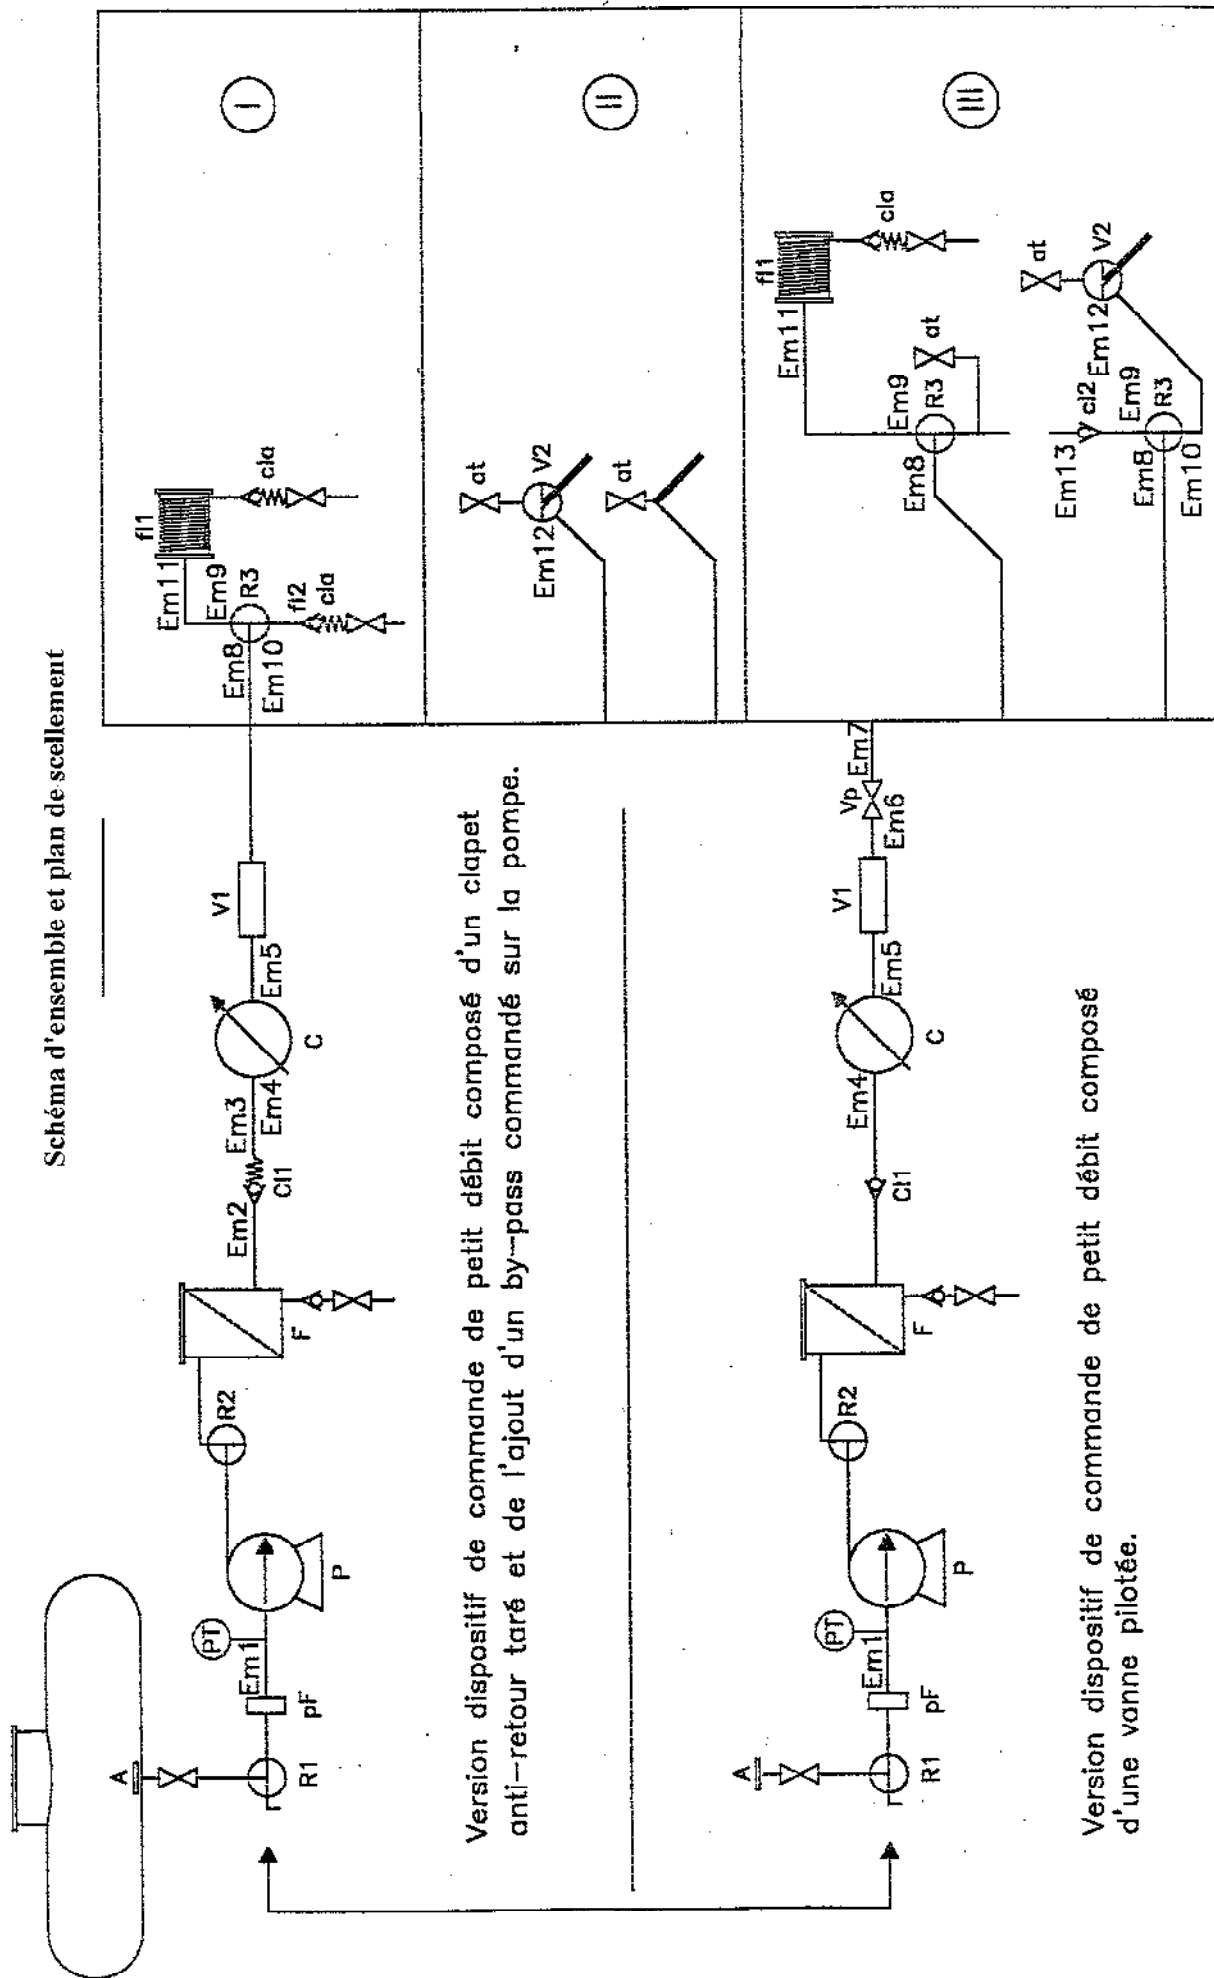 Schéma d'ensemble et plan de scellement
A
R1
pF
Em1
PT
P
R2
F
Em2
Cl1
Em3
Em4
C
Em5
V1
Em8
Em10
Em9
R3
Em11
fl1
cla
fl2
cla
I
Version dispositif de commande de petit débit composé d'un clapet
anti-retour taré et de l'ajout d'un by-pass commandé sur la pompe.
Em12
V2
at
at
II
A
R1
pF
Em1
PT
P
R2
F
Cl1
Em4
C
Em5
V1
Em6
Vp
Em7
Em11
fl1
cla
Em9
R3
Em8
at
III
Em13
cl2
Em9
R3
Em8
Em10
Em12
V2
at
Version dispositif de commande de petit débit composé
d'une vanne pilotée.